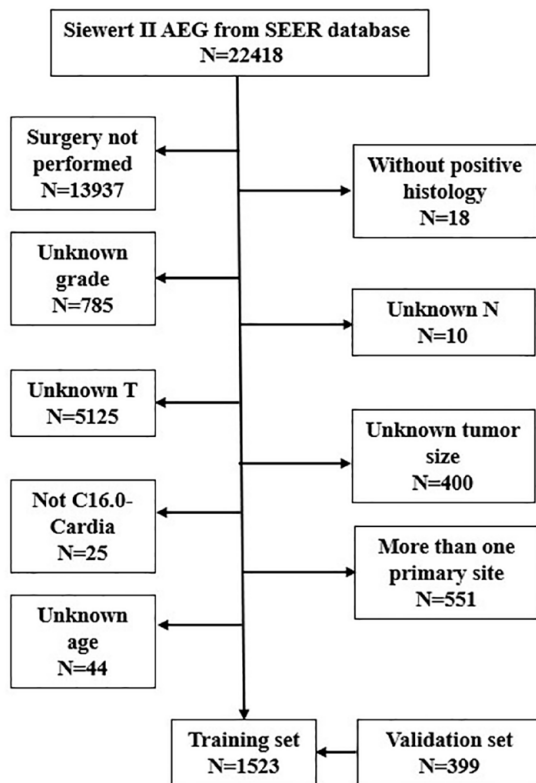 Siewert II AEG from SEER database
N=22418
Surgery not
performed
N=13937
Without positive
histology
N=18
Unknown
grade
N=785
Unknown N
N=10
Unknown T
N=5125
Unknown tumor
size
N=400
Not C16.0-
Cardia
N=25
More than one
primary site
N=551
Unknown
age
N=44
Training set
N=1523
Validation set
N=399